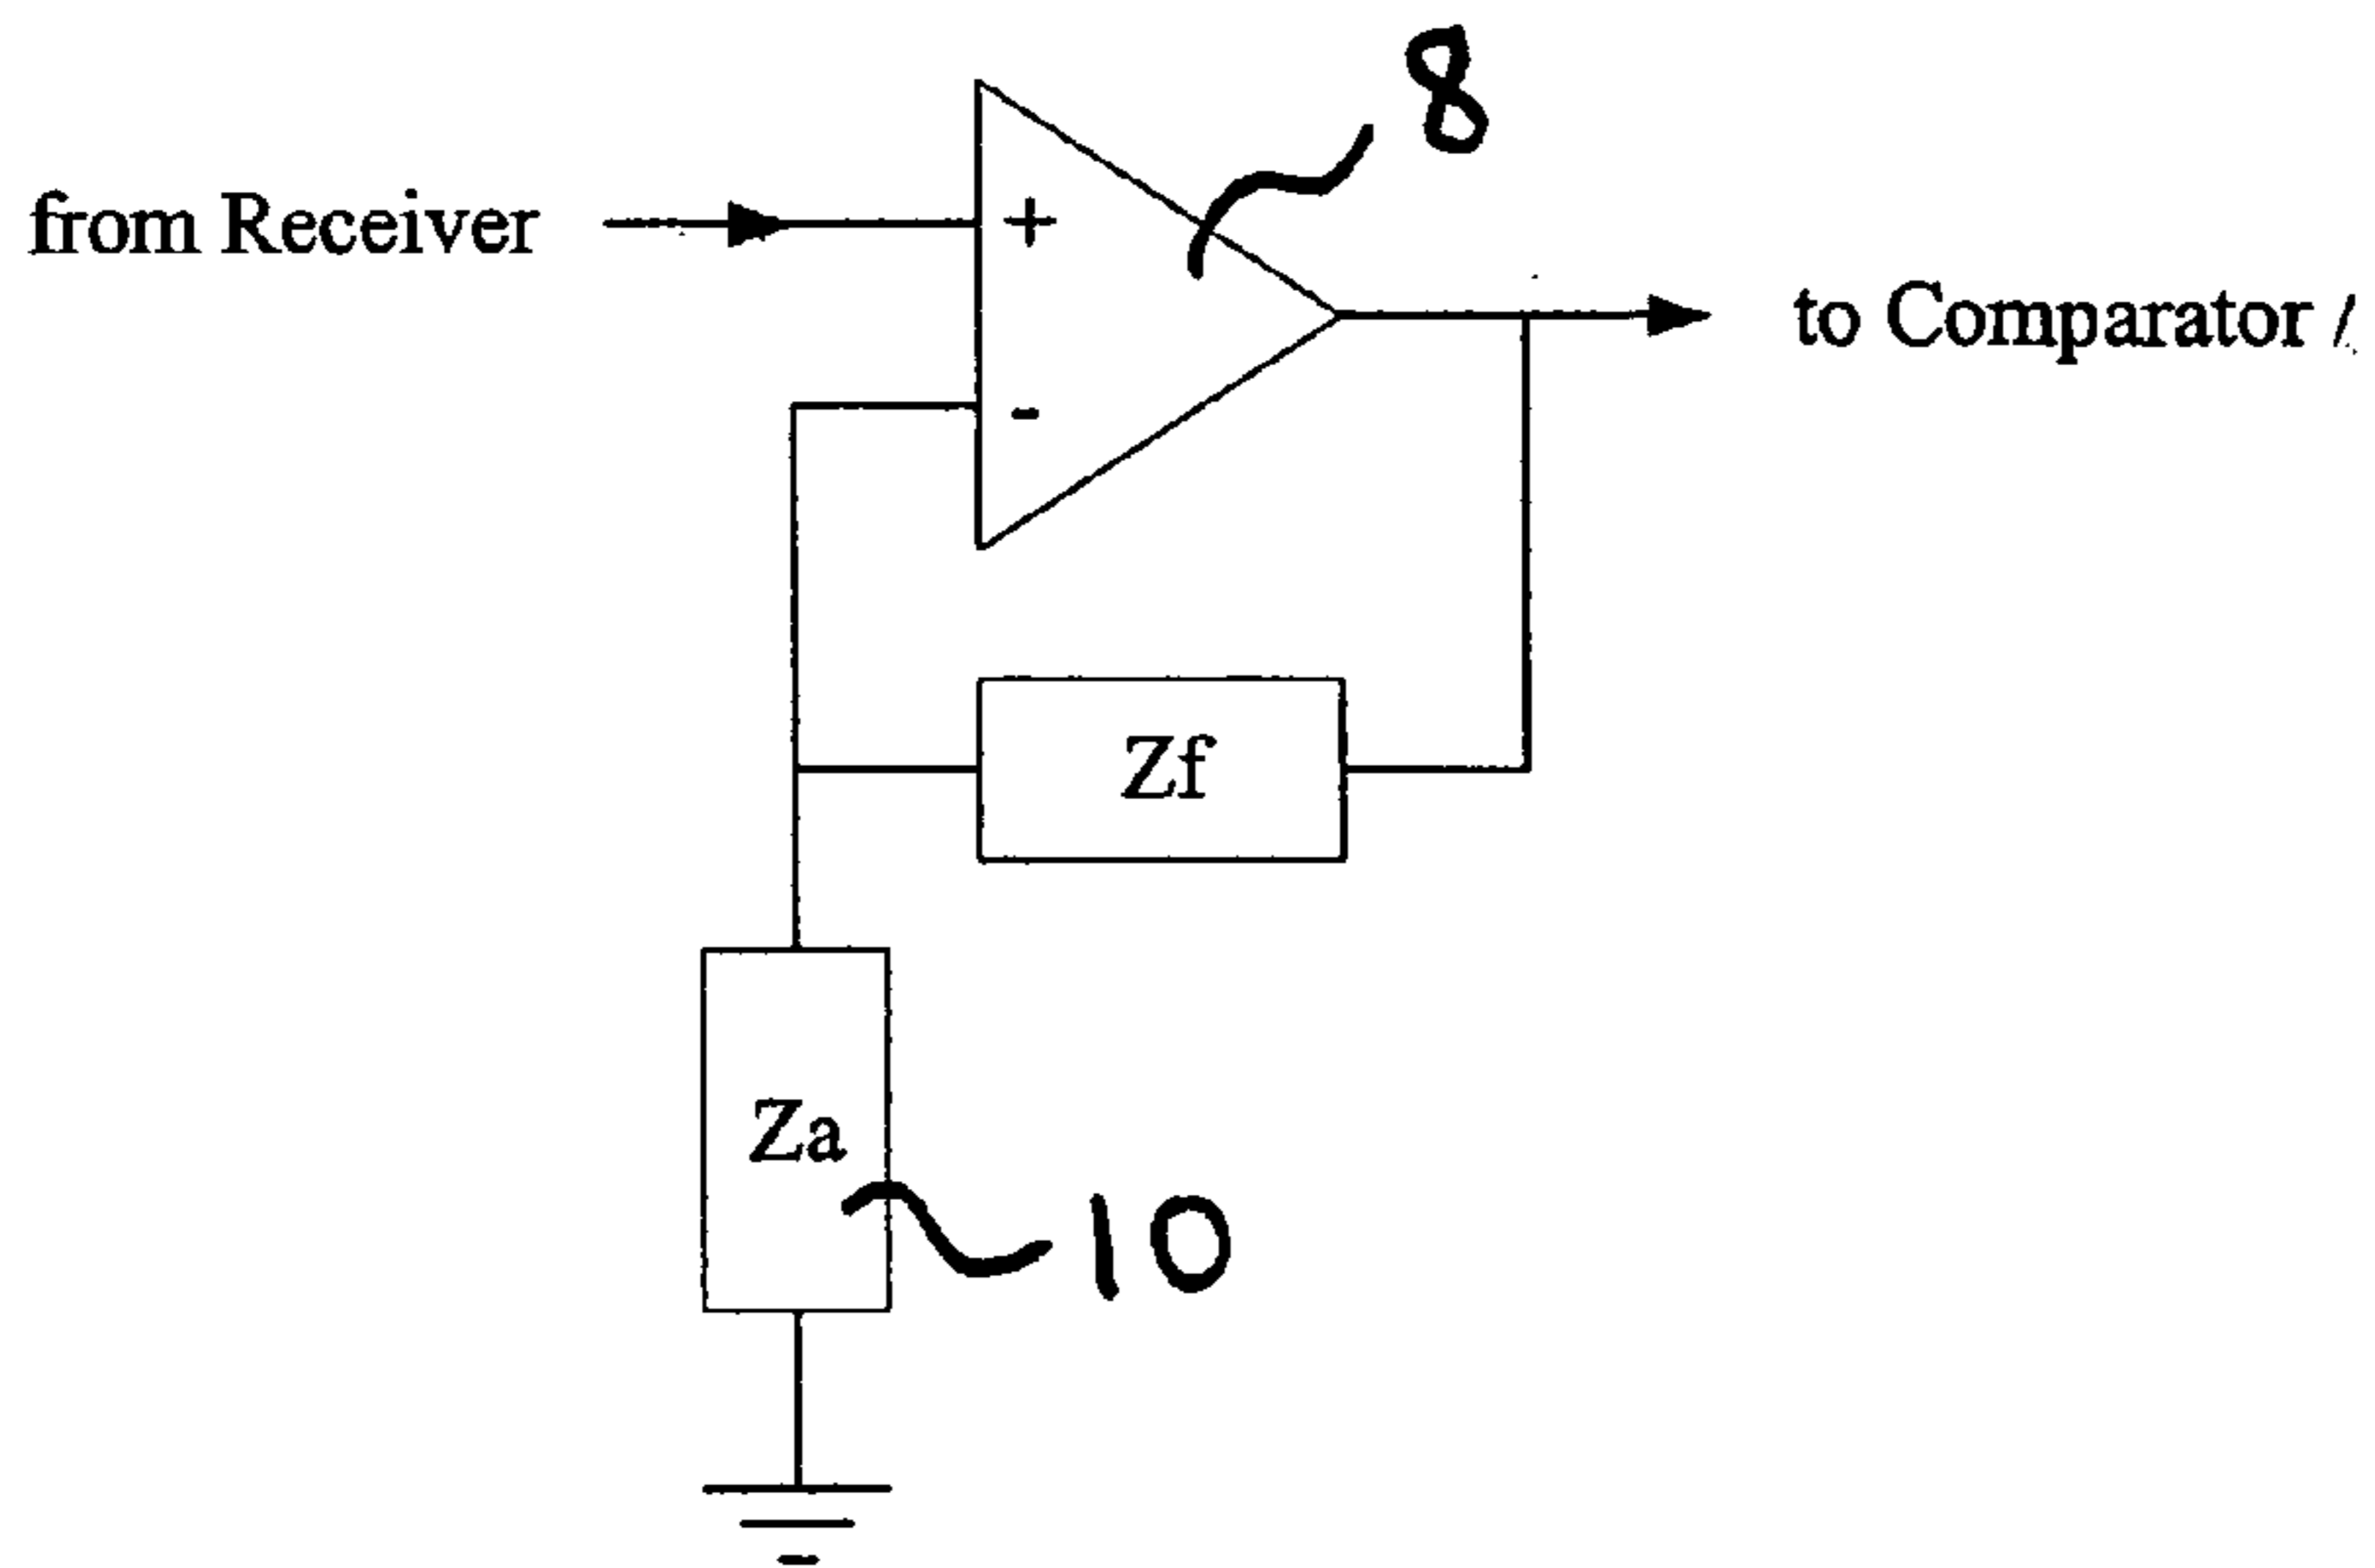 8
from Receiver
+
to Comparator
-
Zf
Za
10